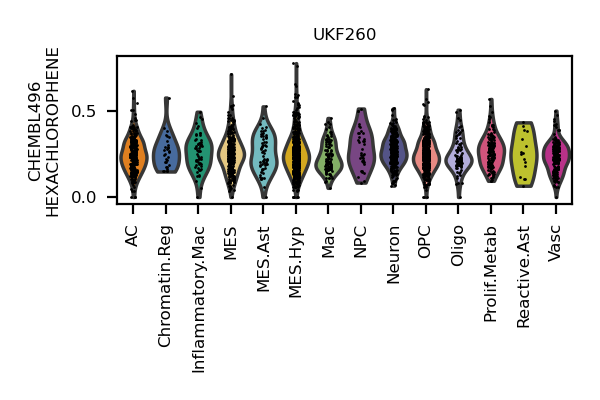 UKF260
CHEMBL496
HEXACHLOROPHENE
0.5
0.0
AC
Chromatin.Reg
Inflammatory.Mac
MES
MES.Ast
MES.Hyp
Mac
NPC
Neuron
OPC
Oligo
Prolif.Metab
Reactive.Ast
Vasc